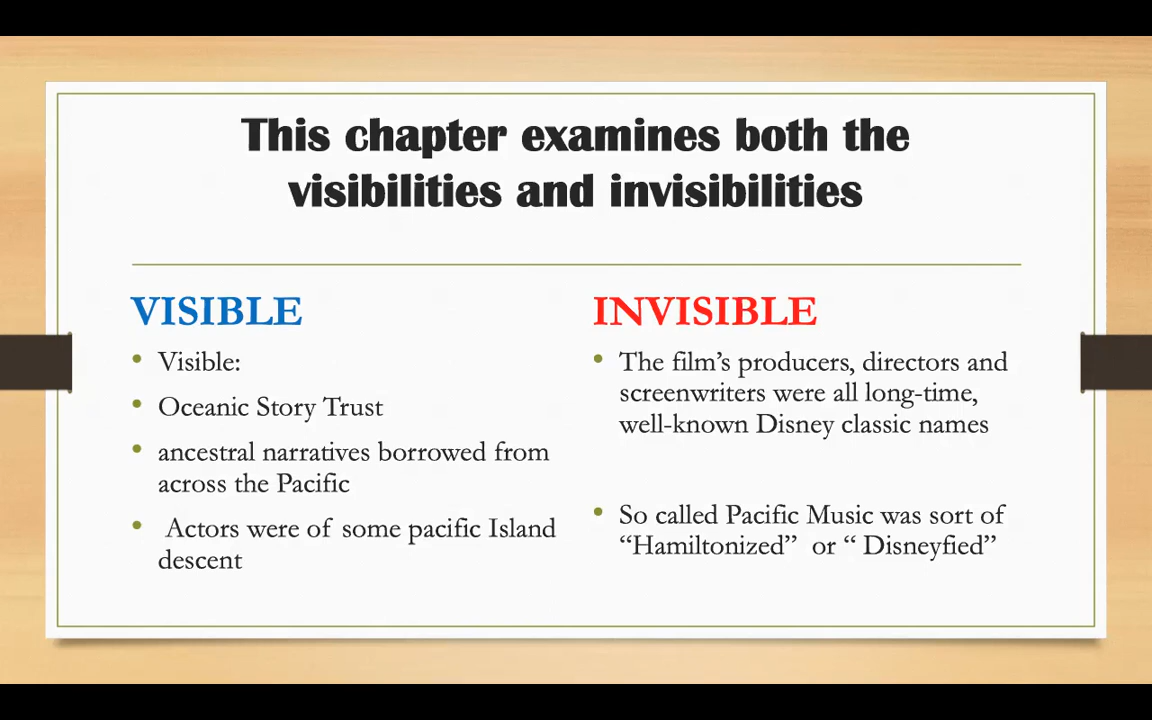 This chapter examines both the
visibilities and invisibilities
VISIBLE
• Visible:
• Oceanic Story Trust
• ancestral narratives borrowed from
across the Pacific
• Actors were of some pacific Island
descent
INVISIBLE
• The film’s producers, directors and
screenwriters were all long-time,
well-known Disney classic names
• So called Pacific Music was sort of
“Hamiltonized” or “ Disneyfied”